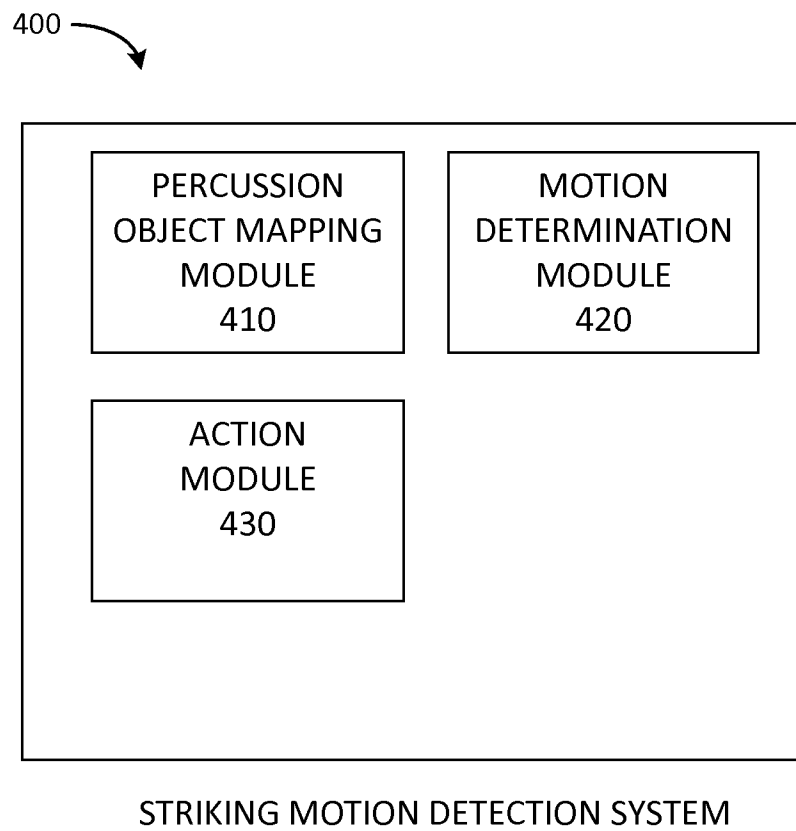 400
PERCUSSION
OBJECT MAPPING
MODULE
410
MOTION
DETERMINATION
MODULE
420
ACTION
MODULE
430
STRIKING MOTION DETECTION SYSTEM